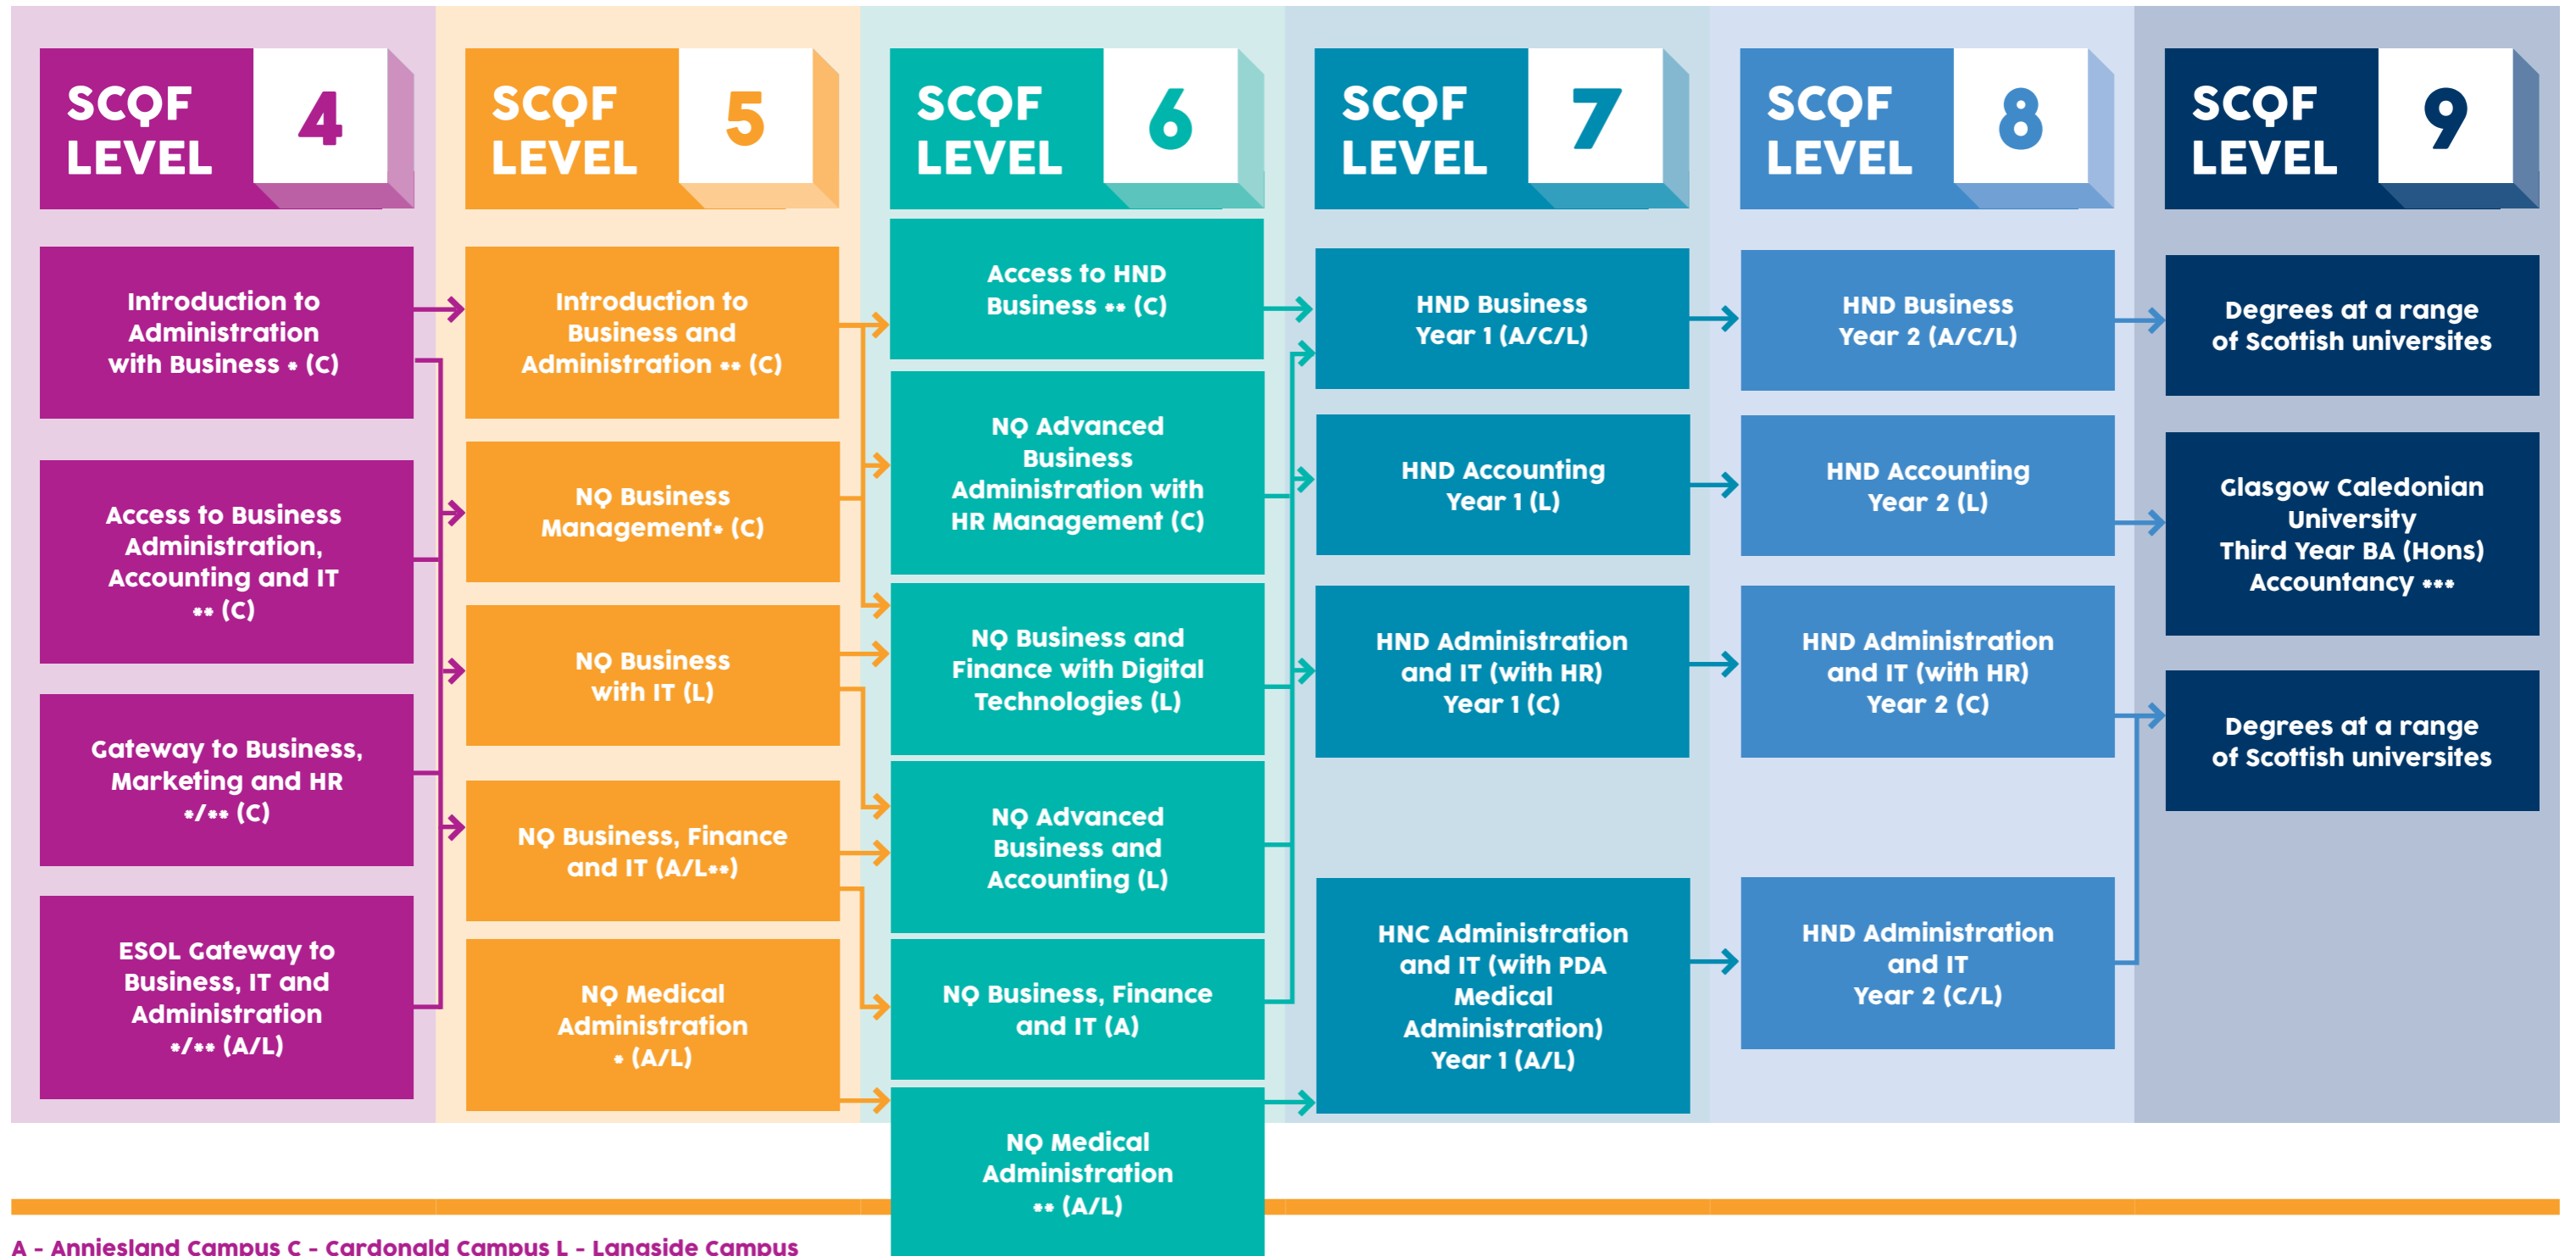 SCQF
LEVEL
4
Introduction to
Administration
with Business * (C)
Access to Business
Administration,
Accounting and IT
** (C)
Gateway to Business,
Marketing and HR
*/** (C)
ESOL Gateway to
Business, IT and
Administration
*/** (A/L)
SCQF
LEVEL
5
Introduction to
Business and
Administration ** (C)
NQ Business
Management* (C)
NQ Business
with IT (L)
NQ Business, Finance
and IT (A/L**)
NQ Medical
Administration
* (A/L)
SCQF
LEVEL
6
Access to HND
Business ** (C)
NQ Advanced
Business
Administration with
HR Management (C)
NQ Business and
Finance with Digital
Technologies (L)
NQ Advanced
Business and
Accounting (L)
NQ Business, Finance
and IT (A)
NQ Medical
Administration
** (A/L)
SCQF
LEVEL
7
HND Business
Year 1 (A/C/L)
HND Accounting
Year 1 (L)
HND Administration
and IT (with HR)
Year 1 (C)
HNC Administration
and IT (with PDA
Medical
Administration)
Year 1 (A/L)
SCQF
LEVEL
8
HND Business
Year 2 (A/C/L)
HND Accounting
Year 2 (L)
HND Administration
and IT (with HR)
Year 2 (C)
HND Administration
and IT
Year 2 (C/L)
SCQF
LEVEL
9
Degrees at a range
of Scottish universites
Glasgow Caledonian
University
Third Year BA (Hons)
Accountancy ***
Degrees at a range
of Scottish universites
A - Anniesland Campus C - Cardonald Campus L - Langside Campus